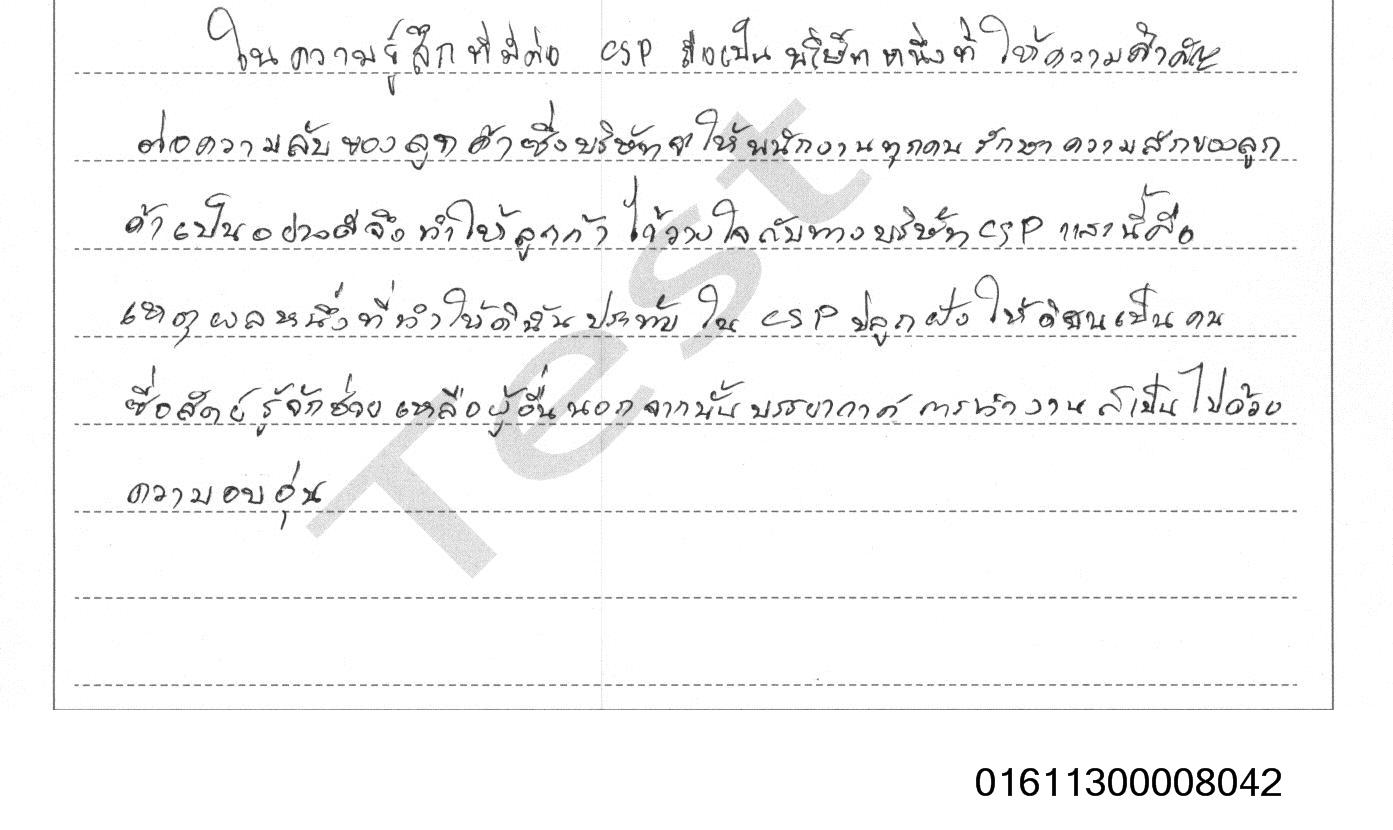 ในความรู้สึกที่มีต่อ CSP ถือเป็นบริษัทหนึ่งที่ให้ความสำคัญ
ต่อความลับของลูกค้าซึ่งบริษัทจะให้พนักงานทุกคนรักษาความลับของลูก
ค้าเป็นอย่างดีจึงทำให้ลูกค้าไว้วางใจกับทางบริษัท CSP และนี้คือ
เหตุผลหนึ่งที่ทำให้ดิฉันประทับใน CSP ปลูกฝังให้ดิฉันเป็นคน
ซื่อสัตย์รู้จักช่วยเหลือผู้อื่นนอกจากนั้นบรรยากาศการทำงานก็เป็นไปด้วย
ความอบอุ่น
Test
01611300008042